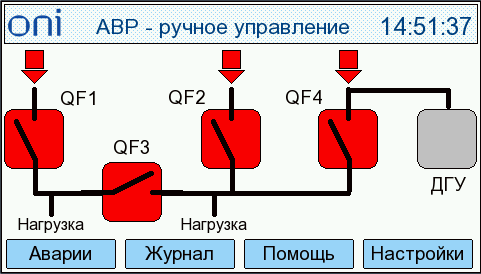 oni АВР - ручное управление 14:51:37
QF1 QF2 QF4
QF3
ДГУ
Нагрузка Нагрузка
Аварии Журнал Помощь Настройки